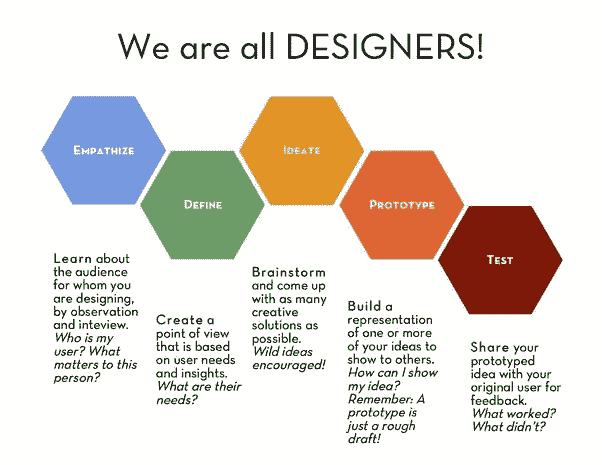 We are all DESIGNERS!
EMPATHIZE
DEFINE
IDEATE
PROTOTYPE
TEST
Learn about
the audience
for whom you
are designing,
by observation
and inteview.
Who is my
user? What
matters to this
person?
Create a
point of view
that is based
on user needs
and insights.
What are their
needs?
Brainstorm
and come up
with as many
creative
solutions as
possible.
Wild ideas
encouraged!
Build a
representation
of one or more
of your ideas to
show to others.
How can I show
my idea?
Remember: A
prototype is
just a rough
draft!
Share your
prototyped
idea with your
original user for
feedback.
What worked?
What didn't?